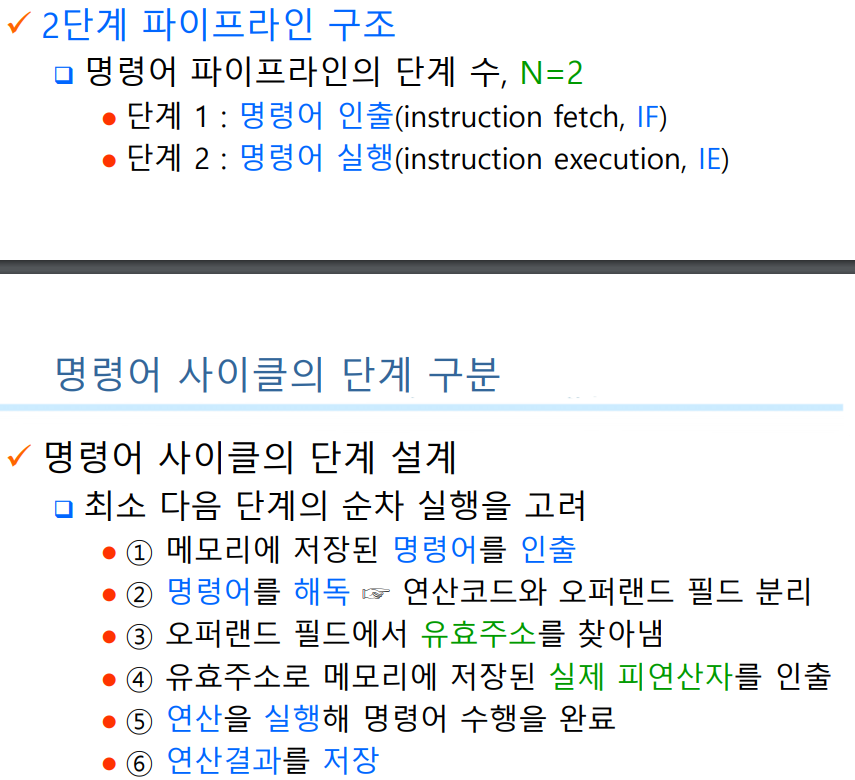 ✓ 2단계 파이프라인 구조
❑ 명령어 파이프라인의 단계 수, N=2
● 단계 1 : 명령어 인출(instruction fetch, IF)
● 단계 2 : 명령어 실행(instruction execution, IE)
명령어 사이클의 단계 구분
✓ 명령어 사이클의 단계 설계
❑ 최소 다음 단계의 순차 실행을 고려
● ① 메모리에 저장된 명령어를 인출
● ② 명령어를 해독 ☞ 연산코드와 오퍼랜드 필드 분리
● ③ 오퍼랜드 필드에서 유효주소를 찾아냄
● ④ 유효주소로 메모리에 저장된 실제 피연산자를 인출
● ⑤ 연산을 실행해 명령어 수행을 완료
● ⑥ 연산결과를 저장